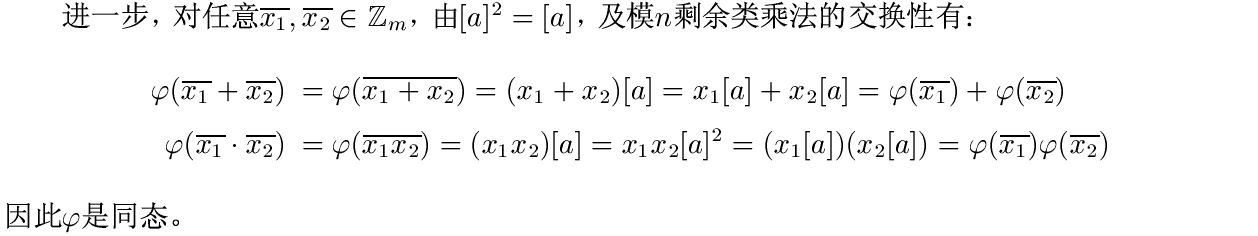 进一步，对任意$\overline{x_1}, \overline{x_2} \in \mathbb{Z}_m$，由$[a]^2 = [a]$，及模$n$剩余类乘法的交换性有：
$\varphi(\overline{x_1} + \overline{x_2}) = \varphi(\overline{x_1 + x_2}) = (x_1 + x_2)[a] = x_1[a] + x_2[a] = \varphi(\overline{x_1}) + \varphi(\overline{x_2})$
$\varphi(\overline{x_1} \cdot \overline{x_2}) = \varphi(\overline{x_1 x_2}) = (x_1 x_2)[a] = x_1 x_2 [a]^2 = (x_1[a])(x_2[a]) = \varphi(\overline{x_1})\varphi(\overline{x_2})$
因此$\varphi$是同态。